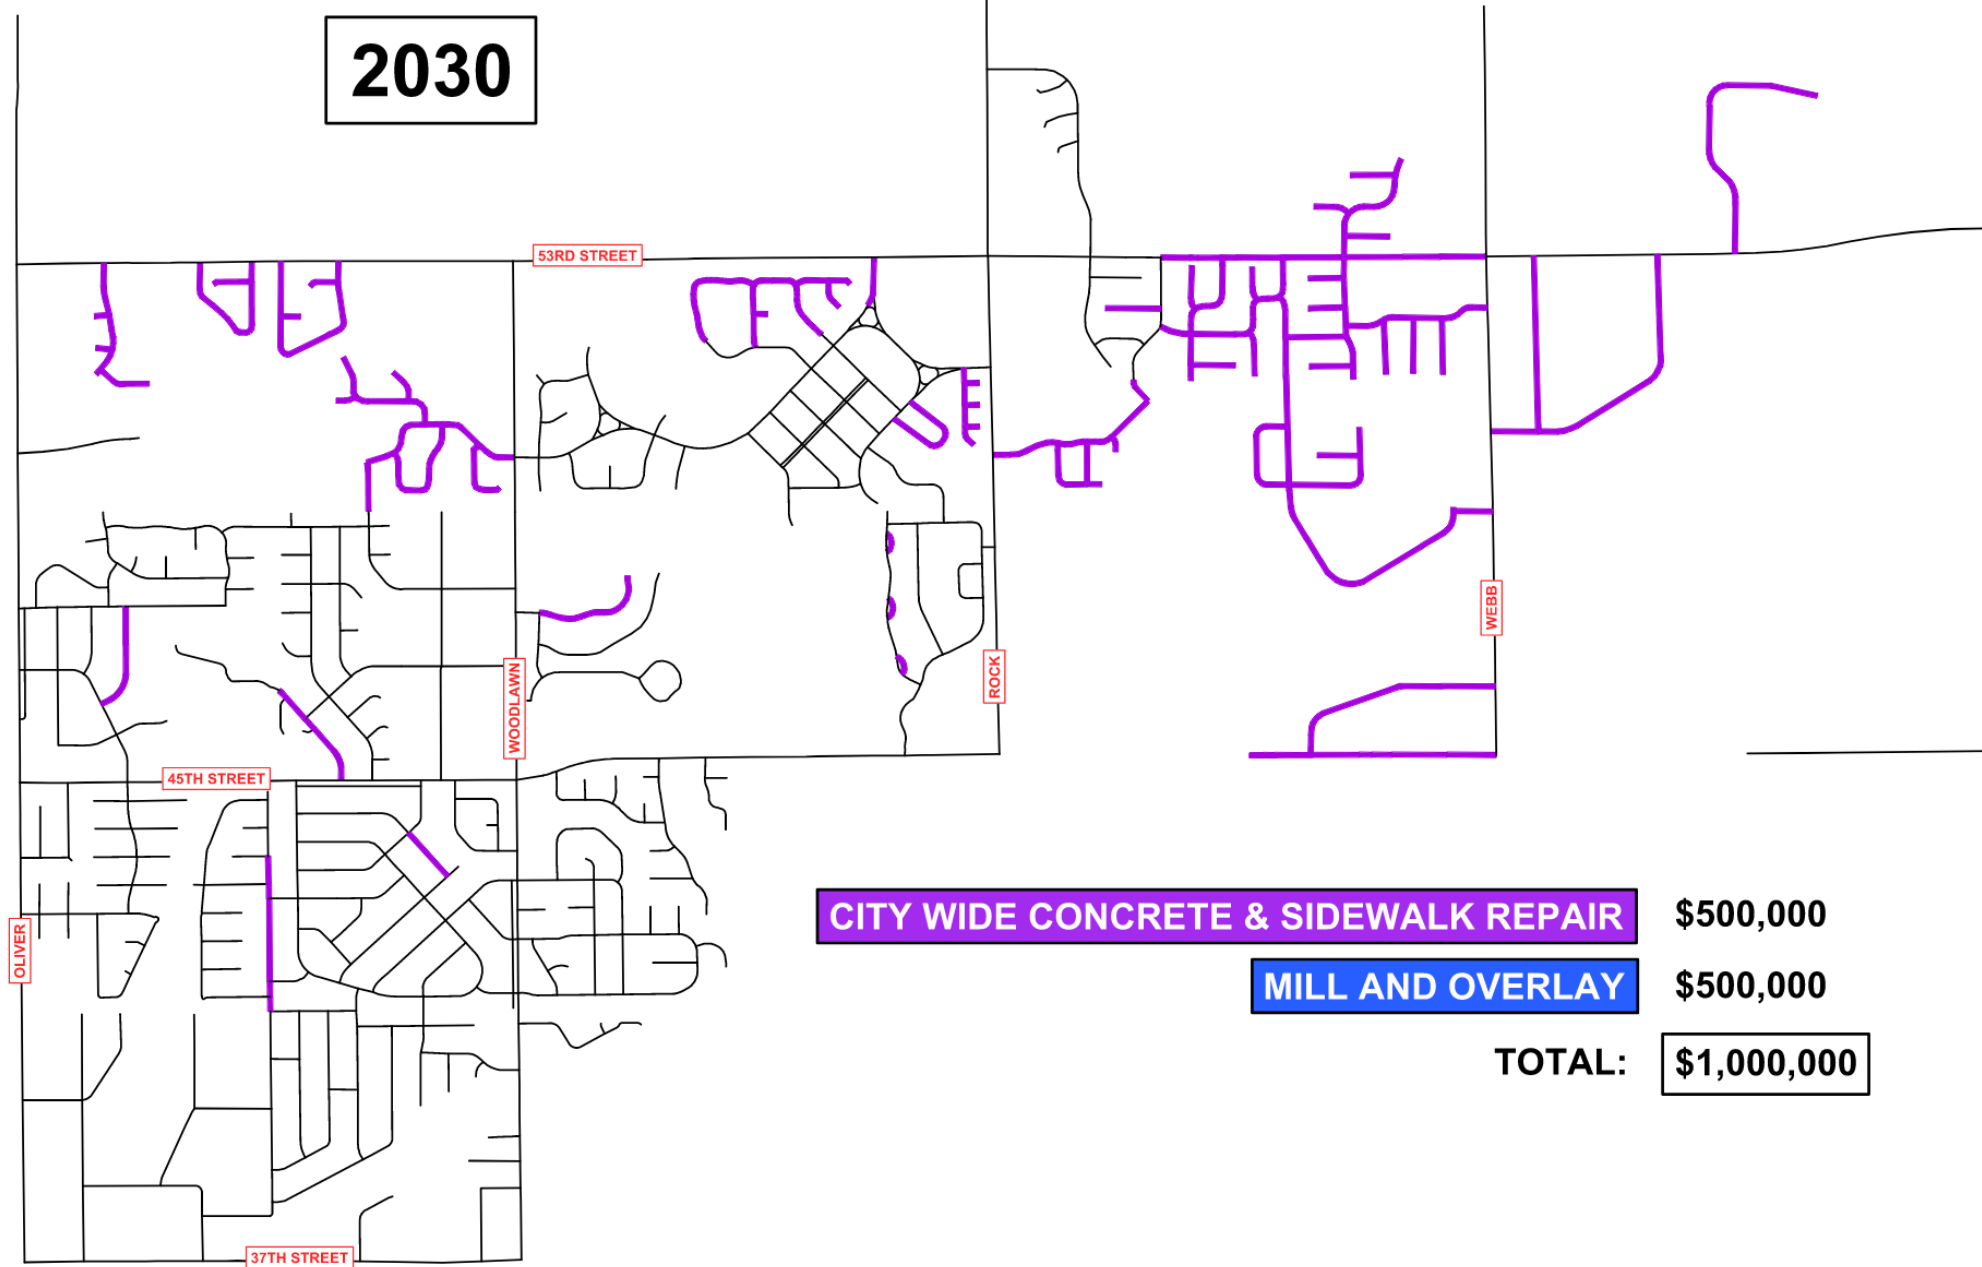 2030
53RD STREET
WEBB
WOODLAWN
ROCK
45TH STREET
CITY WIDE CONCRETE & SIDEWALK REPAIR $500,000
OLIVER
MILL AND OVERLAY $500,000
TOTAL: $1,000,000
37TH STREET